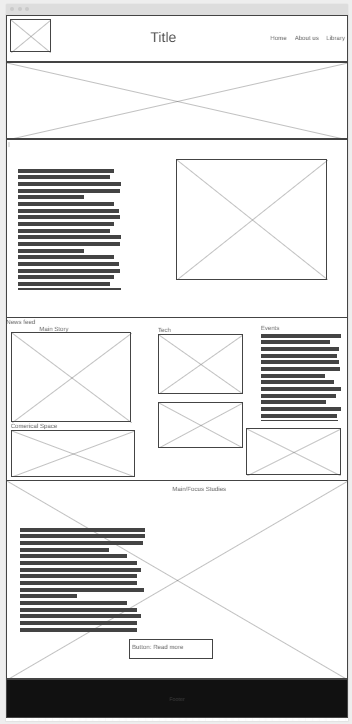 Title
Home About us Library
News feed
Main Story
Tech
Events
Comerical Space
Main/Focus Studies
Button: Read more
Footer